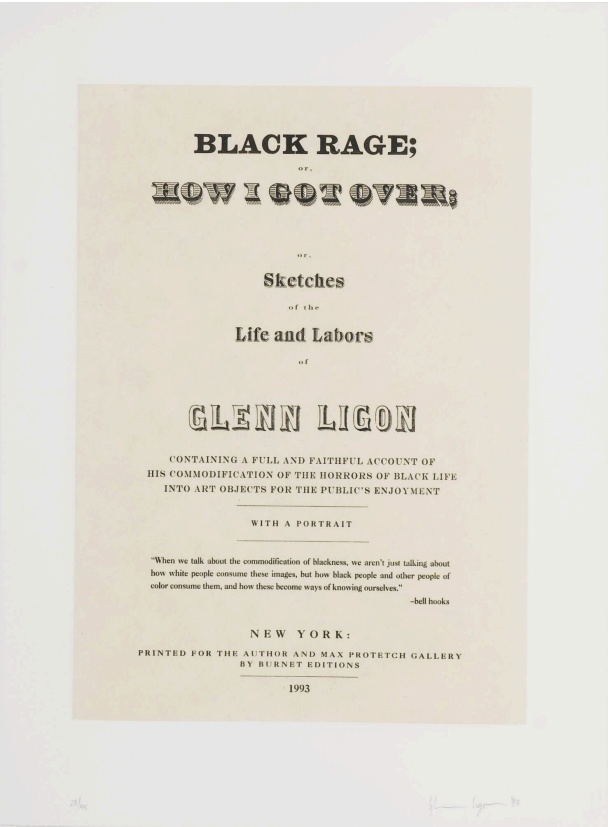 BLACK RAGE;
or,
HOW I GOT OVER;
or,
Sketches
of the
Life and Labors
of
GLENN LIGON
CONTAINING A FULL AND FAITHFUL ACCOUNT OF
HIS COMMODIFICATION OF THE HORRORS OF BLACK LIFE
INTO ART OBJECTS FOR THE PUBLIC'S ENJOYMENT
WITH A PORTRAIT
"When we talk about the commodification of blackness, we aren't just talking about
how white people consume these images, but how black people and other people of
color consume them, and how these become ways of knowing ourselves."
–bell hooks
NEW YORK:
PRINTED FOR THE AUTHOR AND MAX PROTETCH GALLERY
BY BURNET EDITIONS
1993